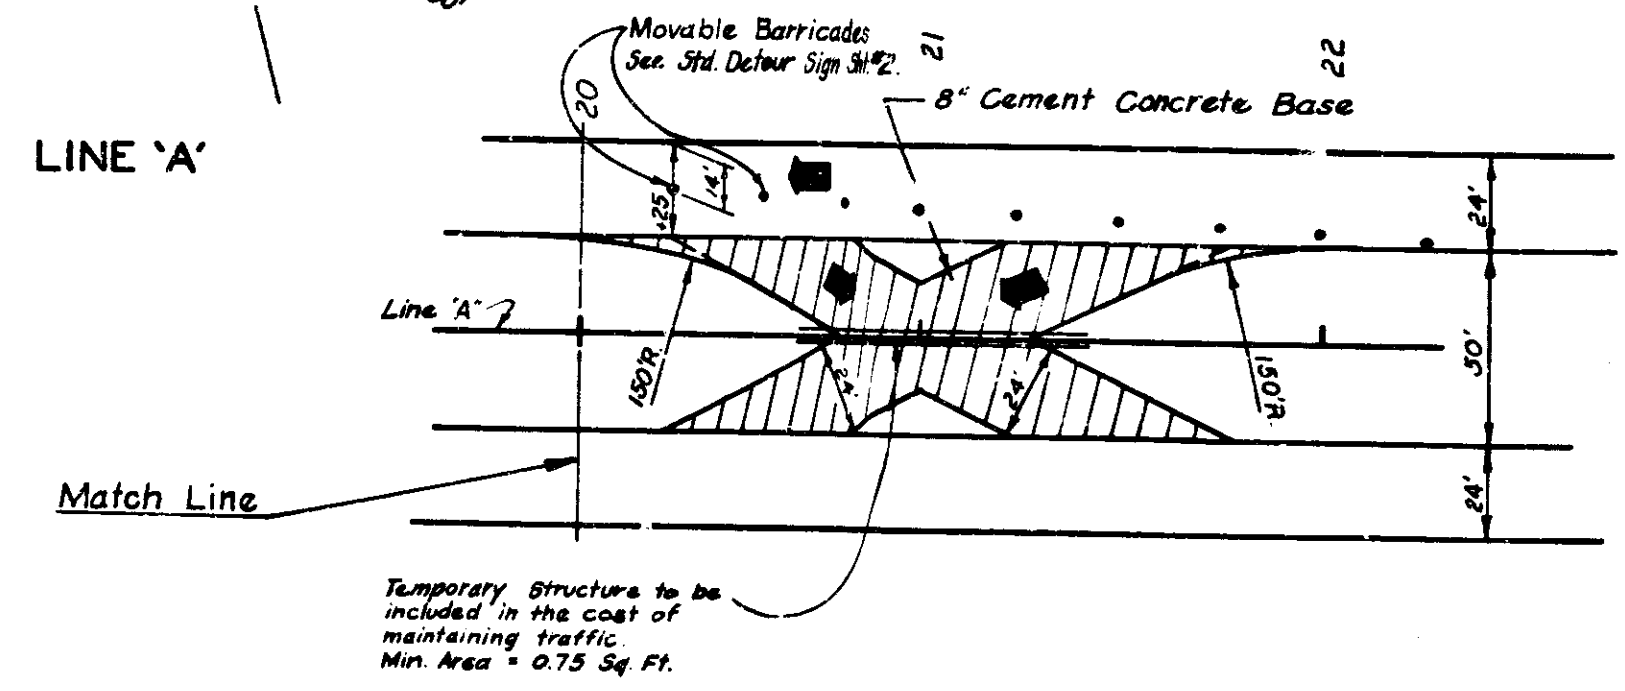 Movable Barricades
See. Std. Detour Sign Sht.#2.
20
21
22
8" Cement Concrete Base
LINE 'A'
+25
14'
24'
Line "A"
150'R.
24'
24'
150'R
50'
24'
Match Line
Temporary Structure to be
included in the cost of
maintaining traffic.
Min. Area = 0.75 Sq. Ft.